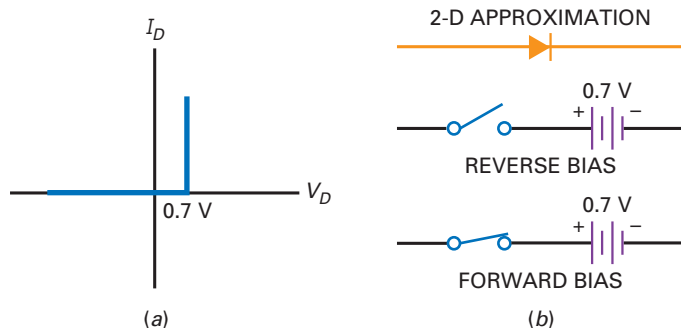 I_D
V_D
0.7 V
(a)
2-D APPROXIMATION
0.7 V
+ −
REVERSE BIAS
0.7 V
+ −
FORWARD BIAS
(b)